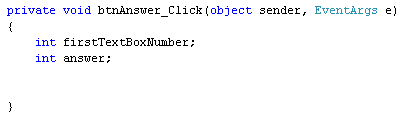 private void btnAnswer_Click(object sender, EventArgs e)
{
    int firstTextBoxNumber;
    int answer;
}